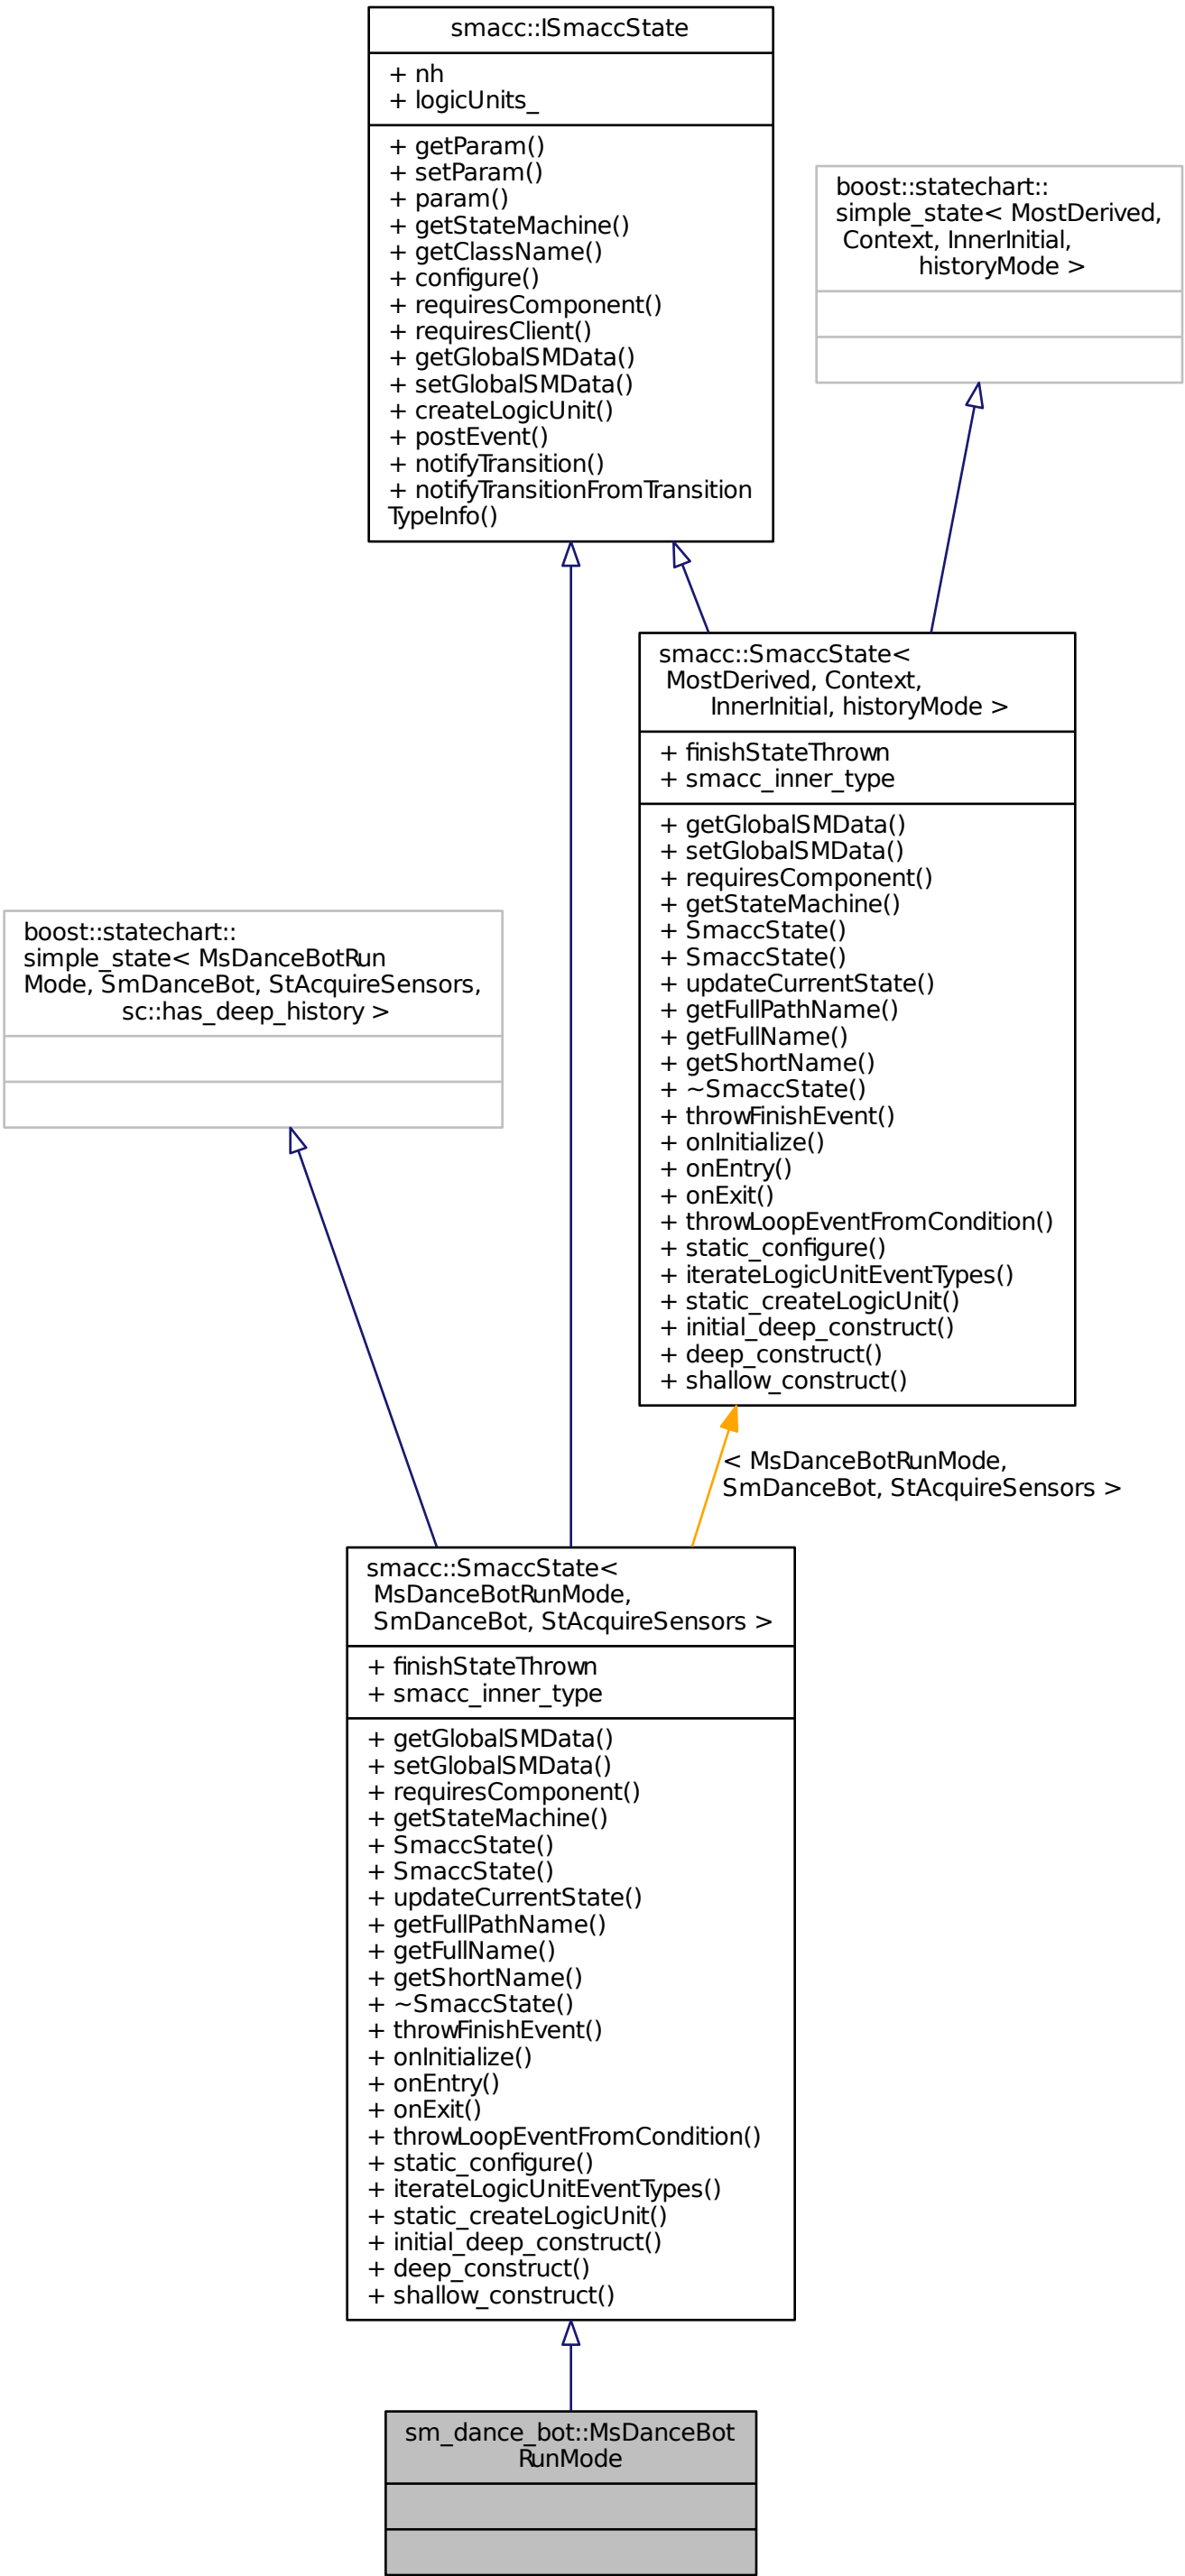 smacc::ISmaccState
+ nh
+ logicUnits_
+ getParam()
+ setParam()
+ param()
+ getStateMachine()
+ getClassName()
+ configure()
+ requiresComponent()
+ requiresClient()
+ getGlobalSMData()
+ setGlobalSMData()
+ createLogicUnit()
+ postEvent()
+ notifyTransition()
+ notifyTransitionFromTransition
TypeInfo()
boost::statechart::
simple_state< MostDerived,
Context, InnerInitial,
historyMode >
smacc::SmaccState<
MostDerived, Context,
InnerInitial, historyMode >
+ finishStateThrown
+ smacc_inner_type
+ getGlobalSMData()
+ setGlobalSMData()
+ requiresComponent()
+ getStateMachine()
+ SmaccState()
+ SmaccState()
+ updateCurrentState()
+ getFullPathName()
+ getFullName()
+ getShortName()
+ ~SmaccState()
+ throwFinishEvent()
+ onInitialize()
+ onEntry()
+ onExit()
+ throwLoopEventFromCondition()
+ static_configure()
+ iterateLogicUnitEventTypes()
+ static_createLogicUnit()
+ initial_deep_construct()
+ deep_construct()
+ shallow_construct()
boost::statechart::
simple_state< MsDanceBotRun
Mode, SmDanceBot, StAcquireSensors,
sc::has_deep_history >
< MsDanceBotRunMode,
SmDanceBot, StAcquireSensors >
smacc::SmaccState<
MsDanceBotRunMode,
SmDanceBot, StAcquireSensors >
+ finishStateThrown
+ smacc_inner_type
+ getGlobalSMData()
+ setGlobalSMData()
+ requiresComponent()
+ getStateMachine()
+ SmaccState()
+ SmaccState()
+ updateCurrentState()
+ getFullPathName()
+ getFullName()
+ getShortName()
+ ~SmaccState()
+ throwFinishEvent()
+ onInitialize()
+ onEntry()
+ onExit()
+ throwLoopEventFromCondition()
+ static_configure()
+ iterateLogicUnitEventTypes()
+ static_createLogicUnit()
+ initial_deep_construct()
+ deep_construct()
+ shallow_construct()
sm_dance_bot::MsDanceBot
RunMode